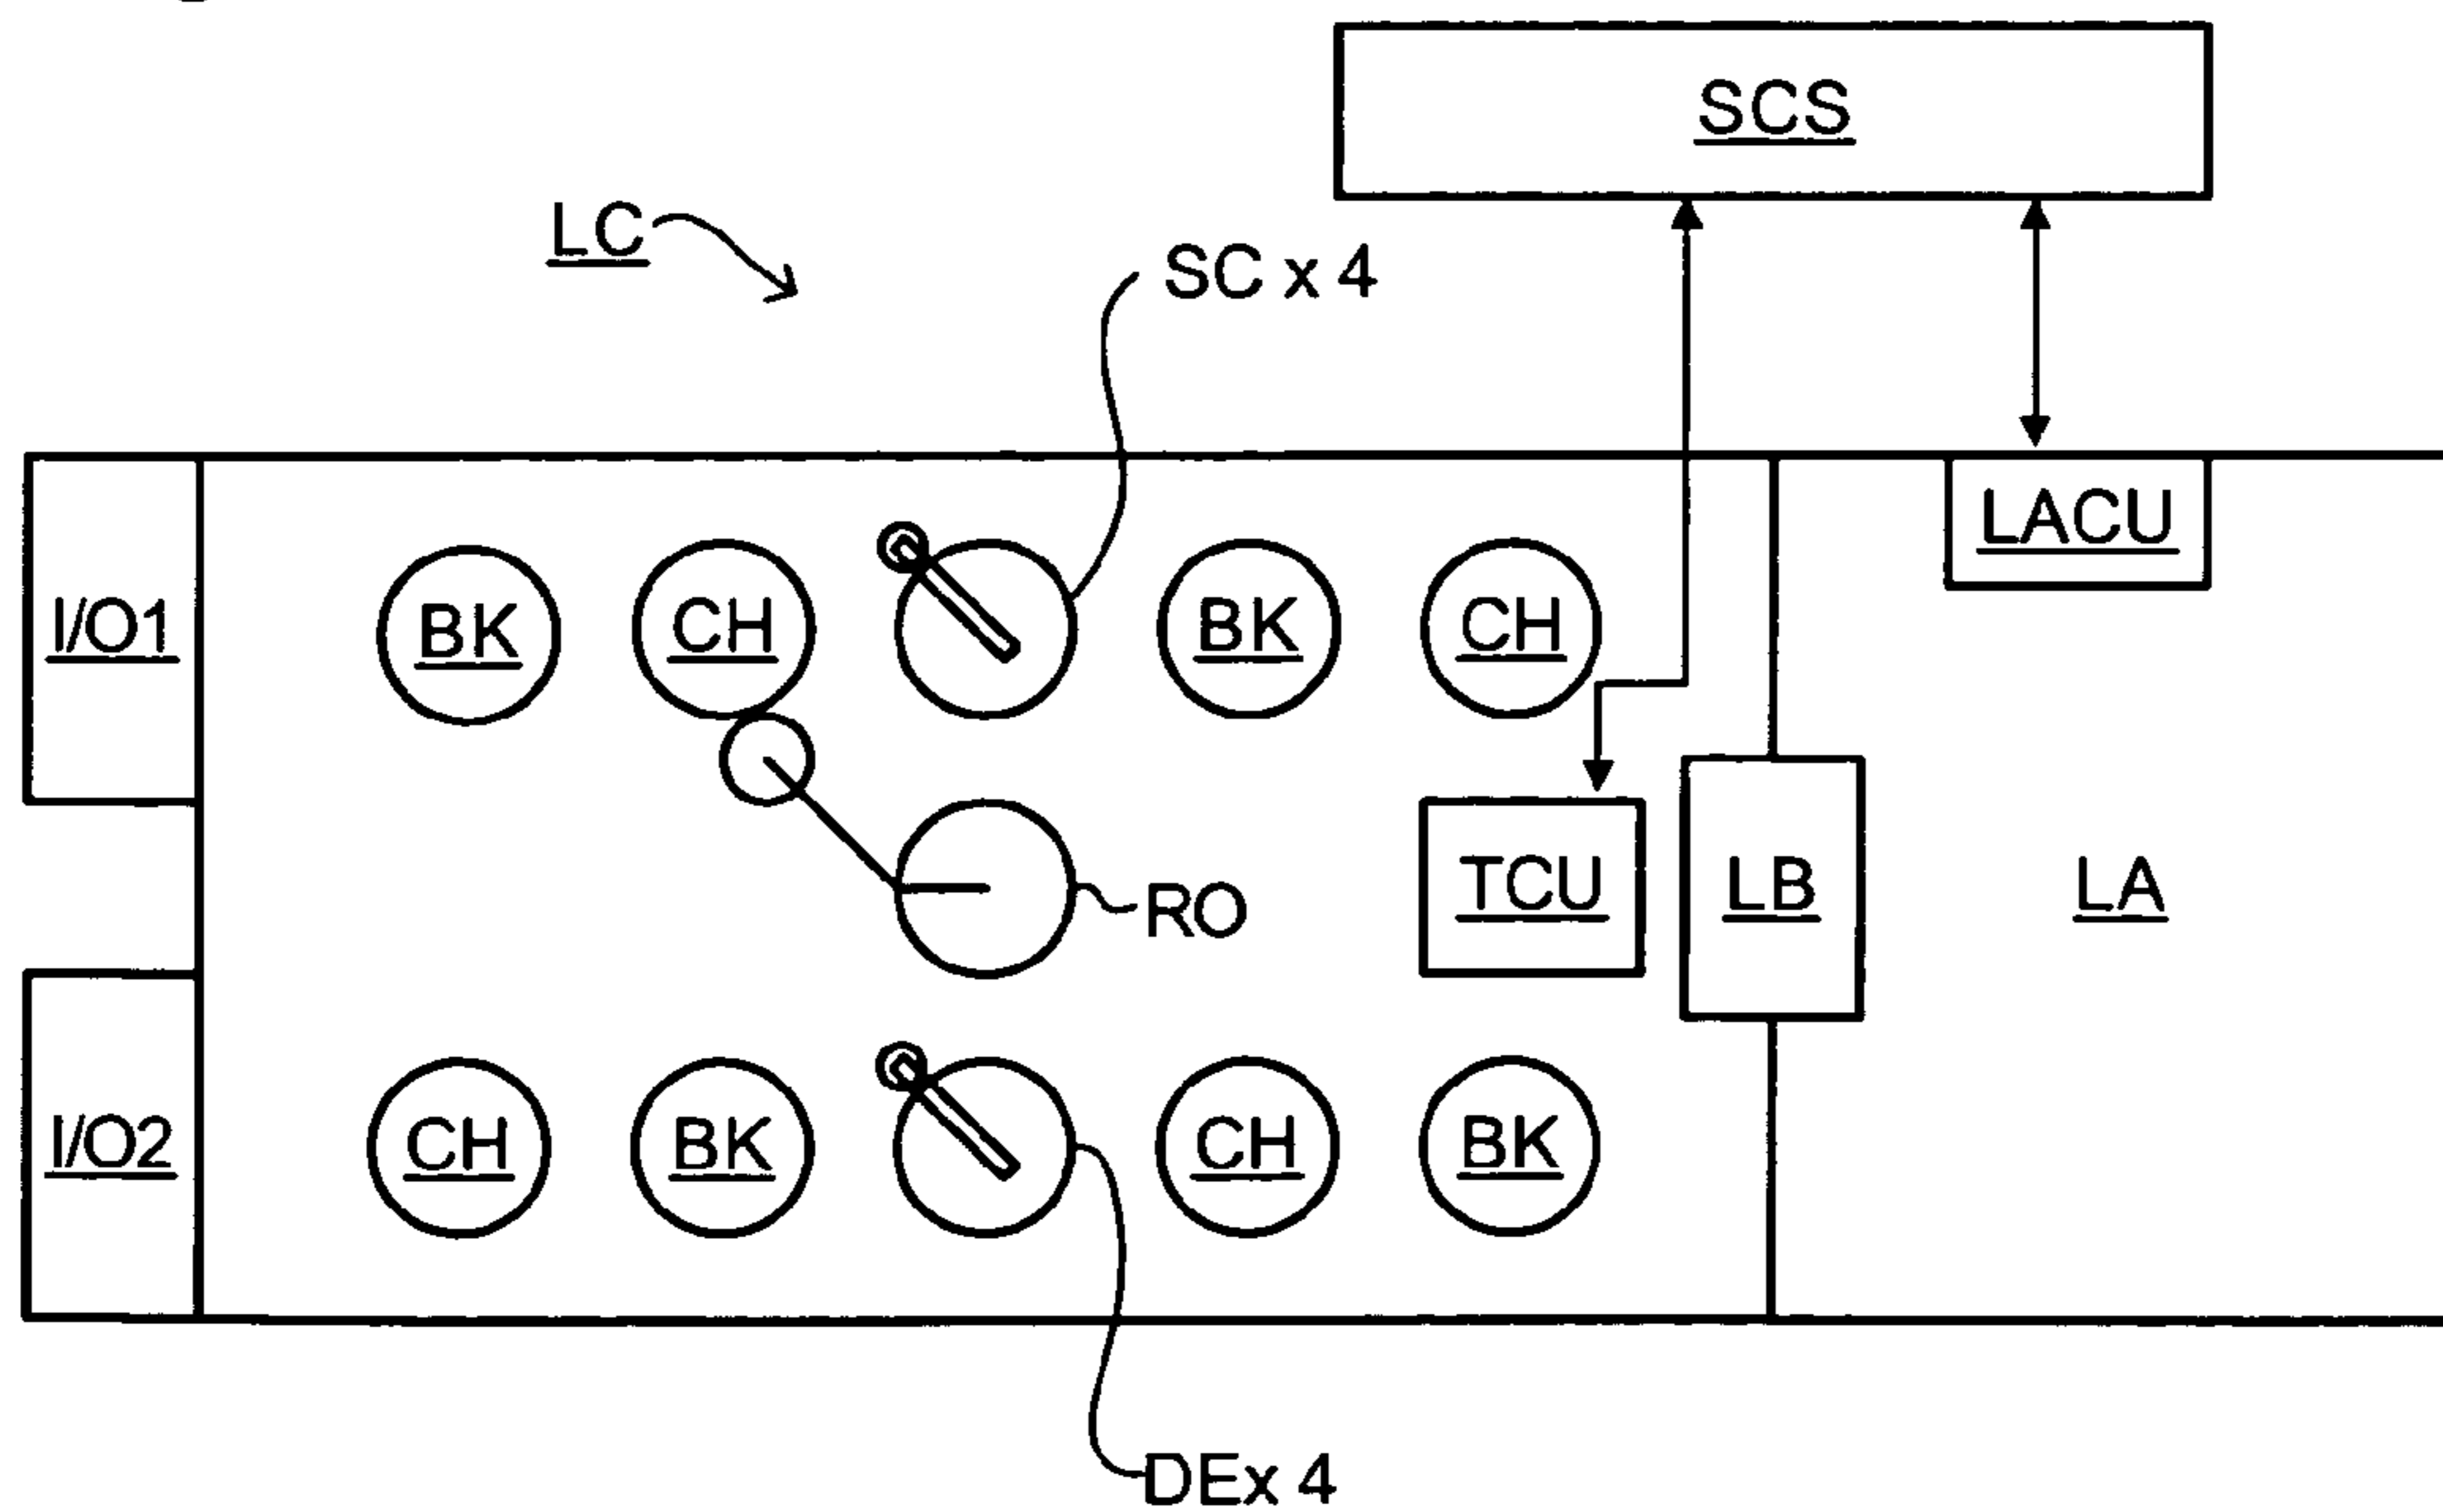 SCS
LC
SC x 4
LACU
I/O1
BK
CH
BK
CH
TCU
LB
LA
RO
I/O2
CH
BK
CH
BK
DEx 4